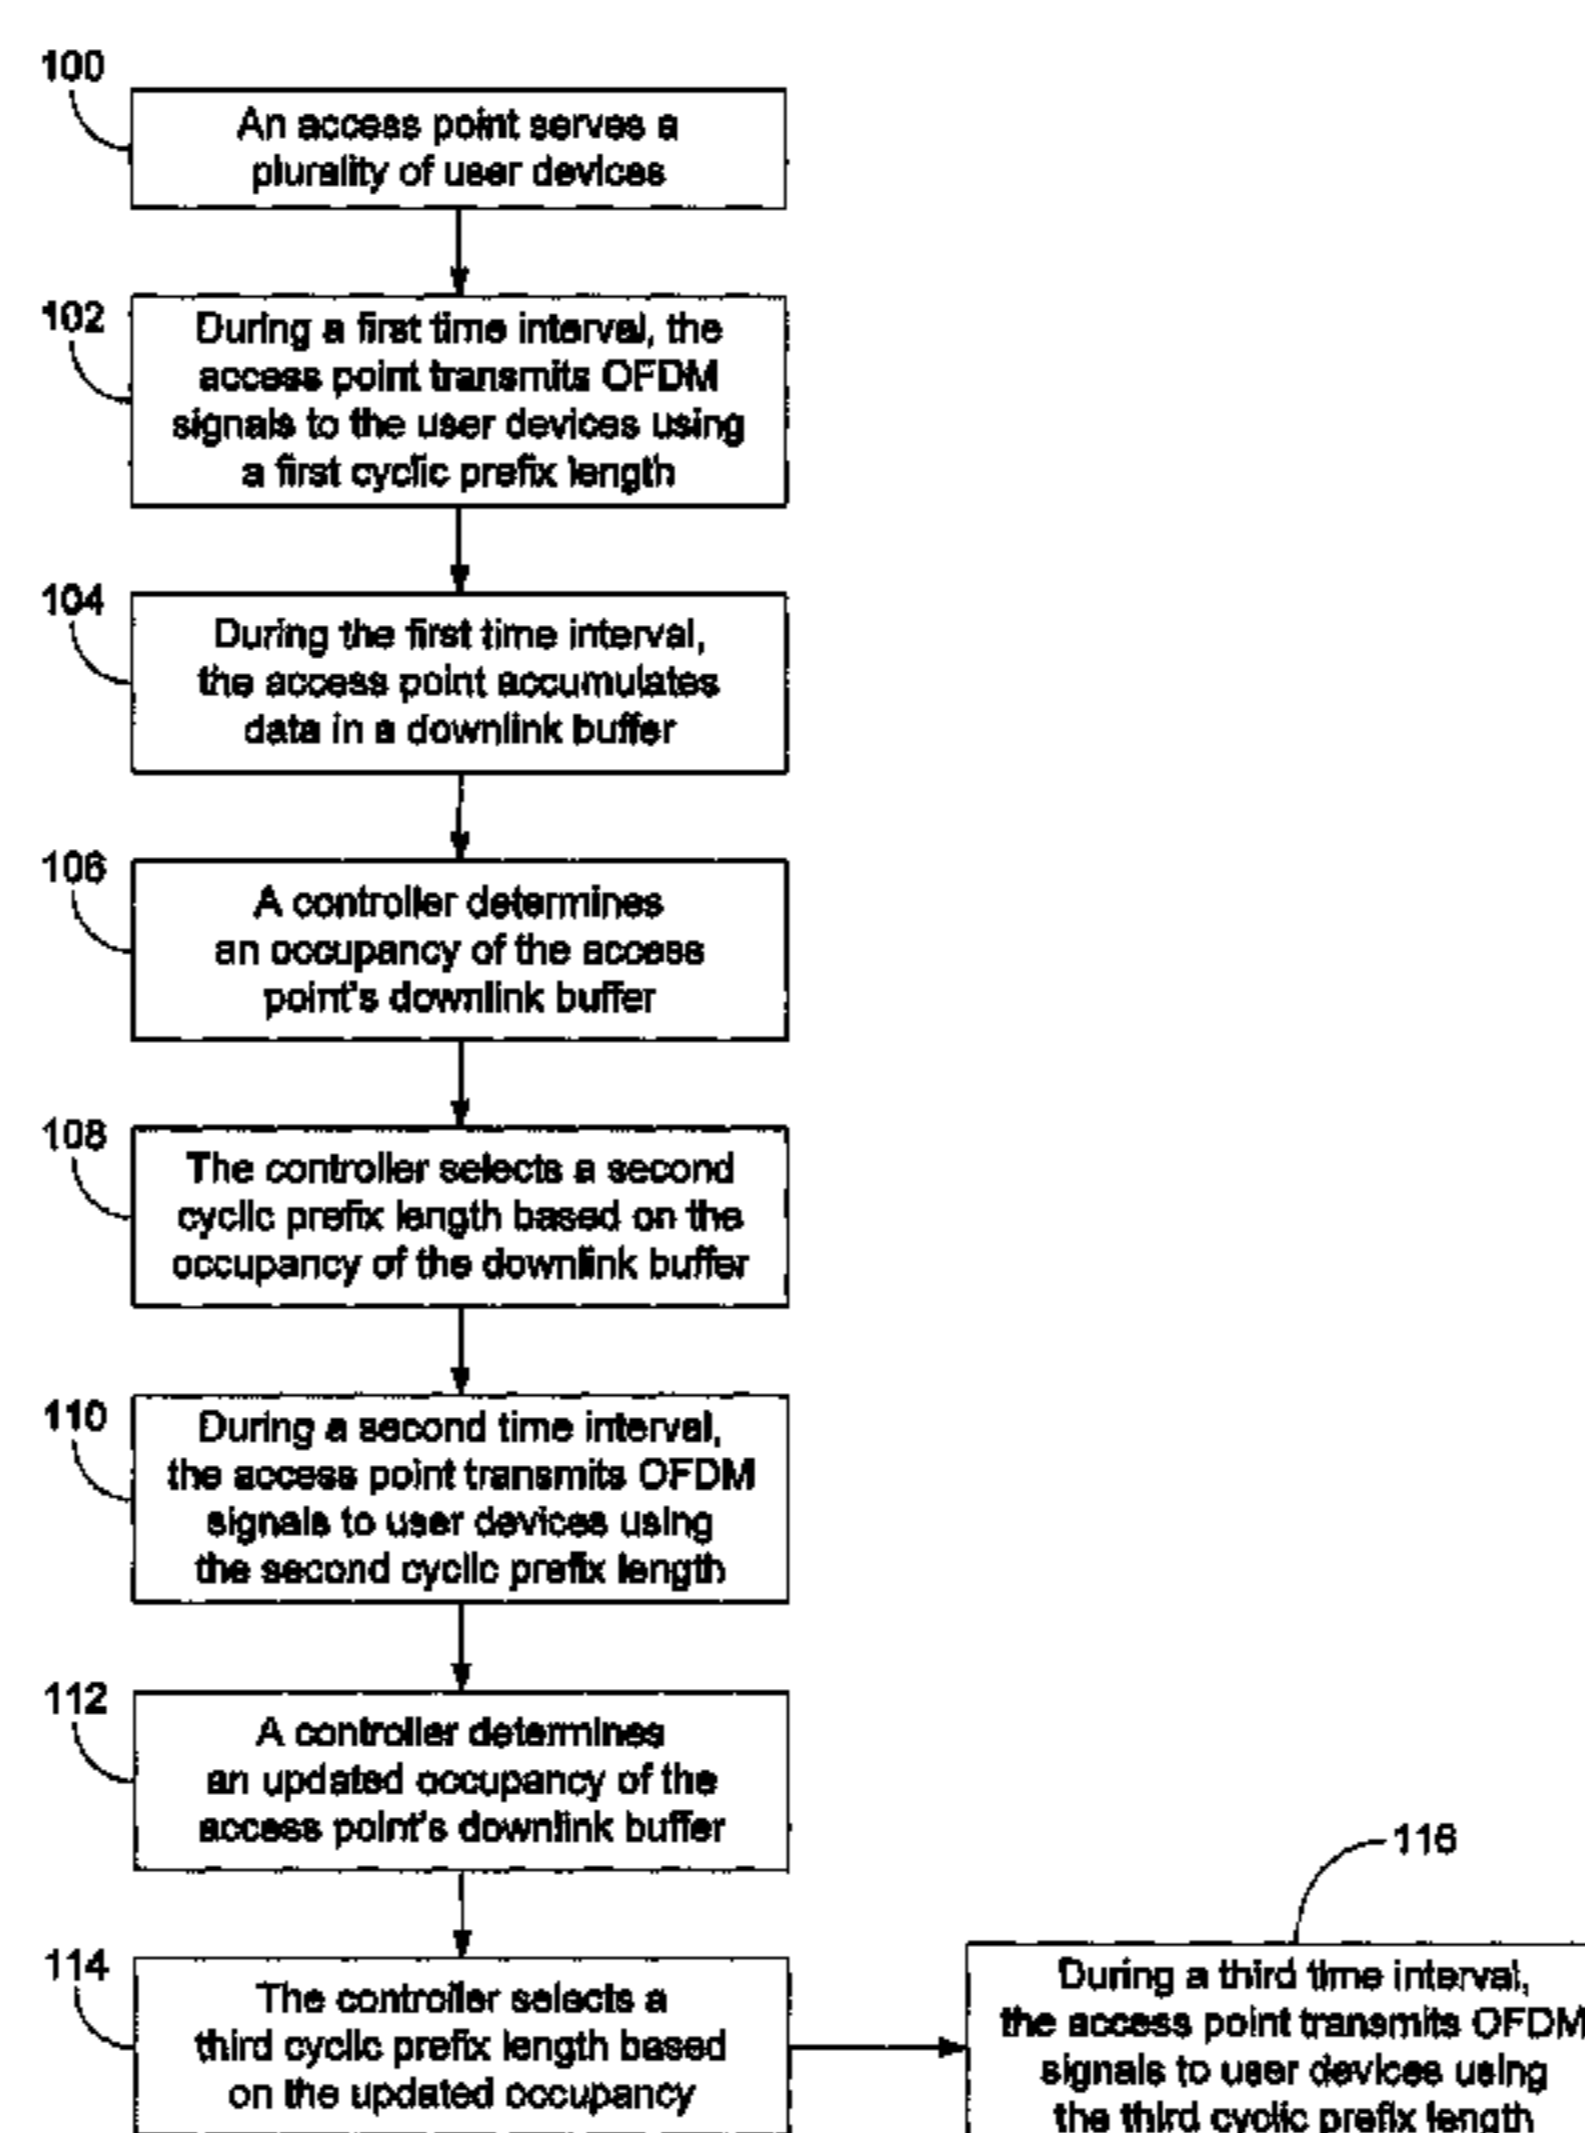 100
An access point serves a
plurality of user devices
102
During a first time interval, the
access point transmits OFDM
signals to the user devices using
a first cyclic prefix length
104
During the first time interval,
the access point accumulates
data in a downlink buffer
106
A controller determines
an occupancy of the access
point's downlink buffer
108
The controller selects a second
cyclic prefix length based on the
occupancy of the downlink buffer
110
During a second time interval,
the access point transmits OFDM
signals to user devices using
the second cyclic prefix length
112
A controller determines
an updated occupancy of the
access point's downlink buffer
114
The controller selects a
third cyclic prefix length based
on the updated occupancy
116
During a third time interval,
the access point transmits OFDM
signals to user devices using
the third cyclic prefix length